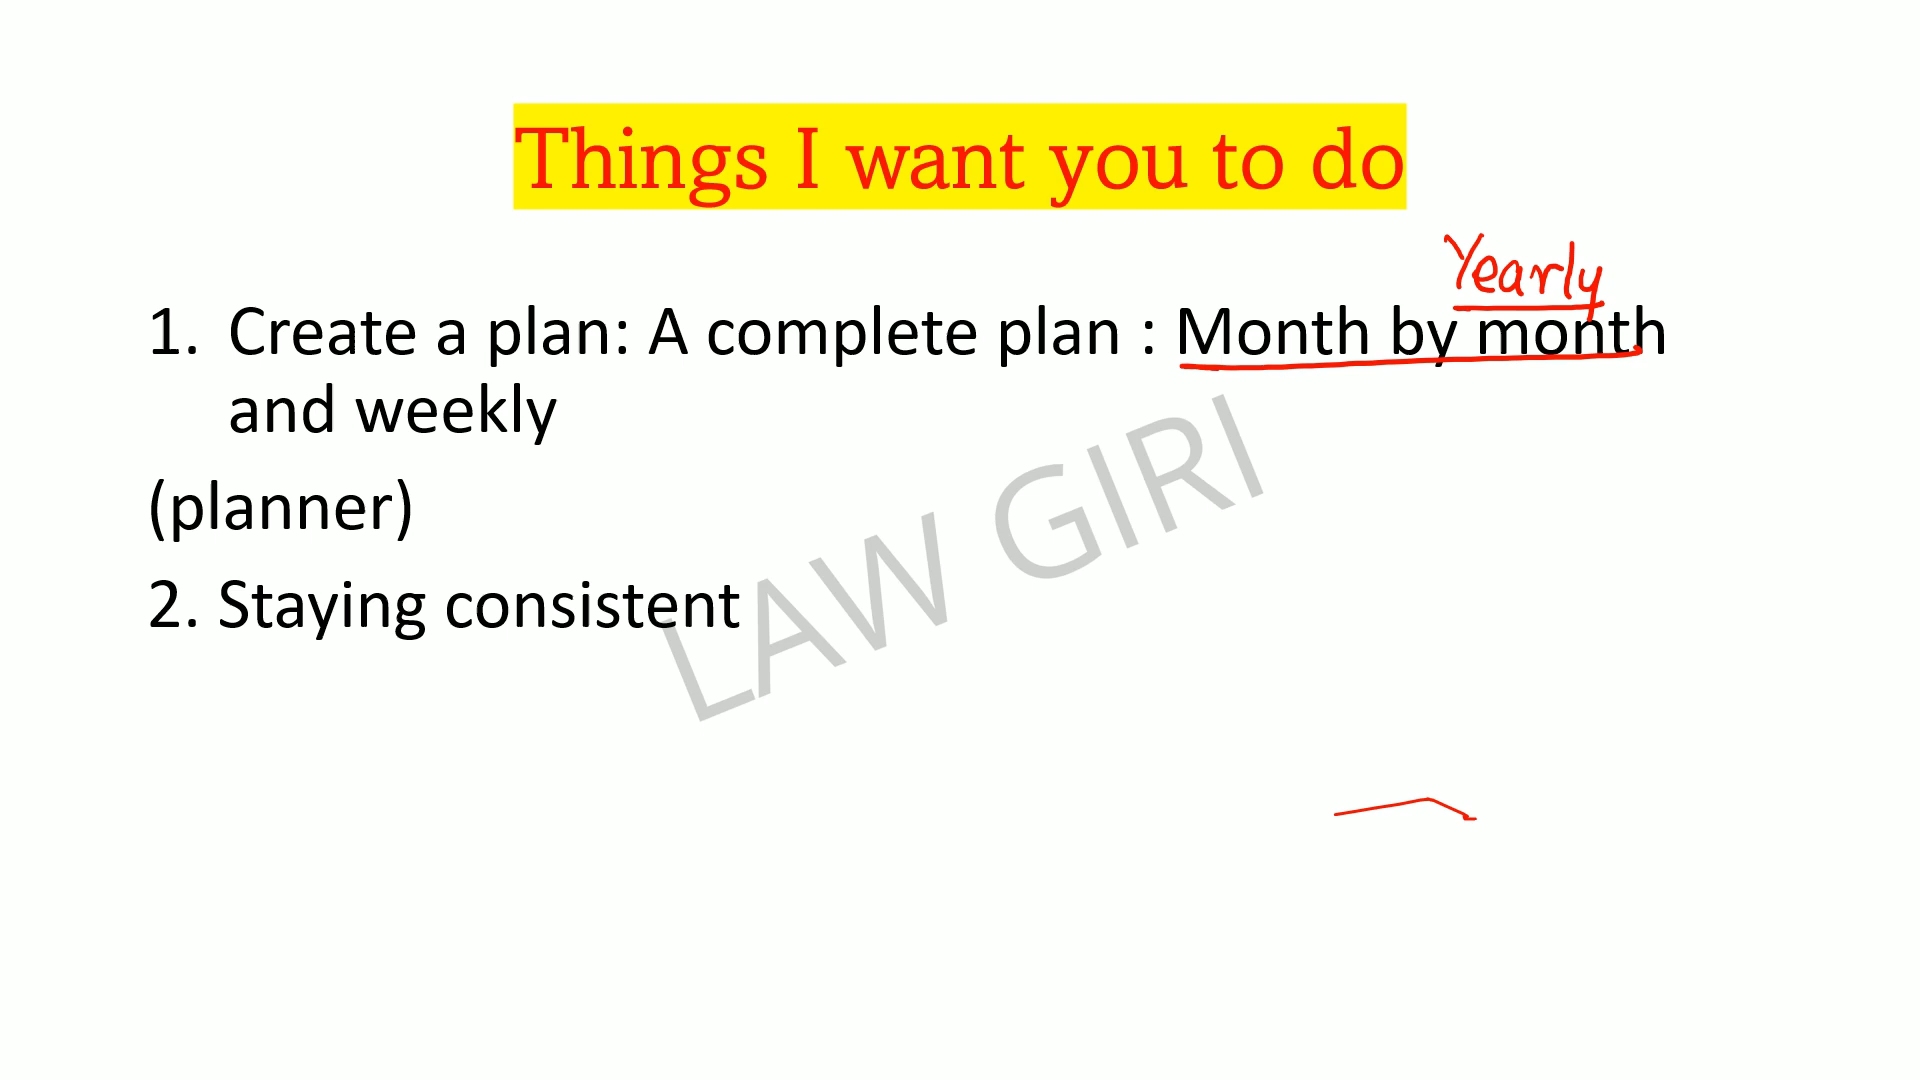 Things I want you to do
Yearly
1. Create a plan: A complete plan : Month by month
and weekly
(planner)
2. Staying consistent
LAW GIRI